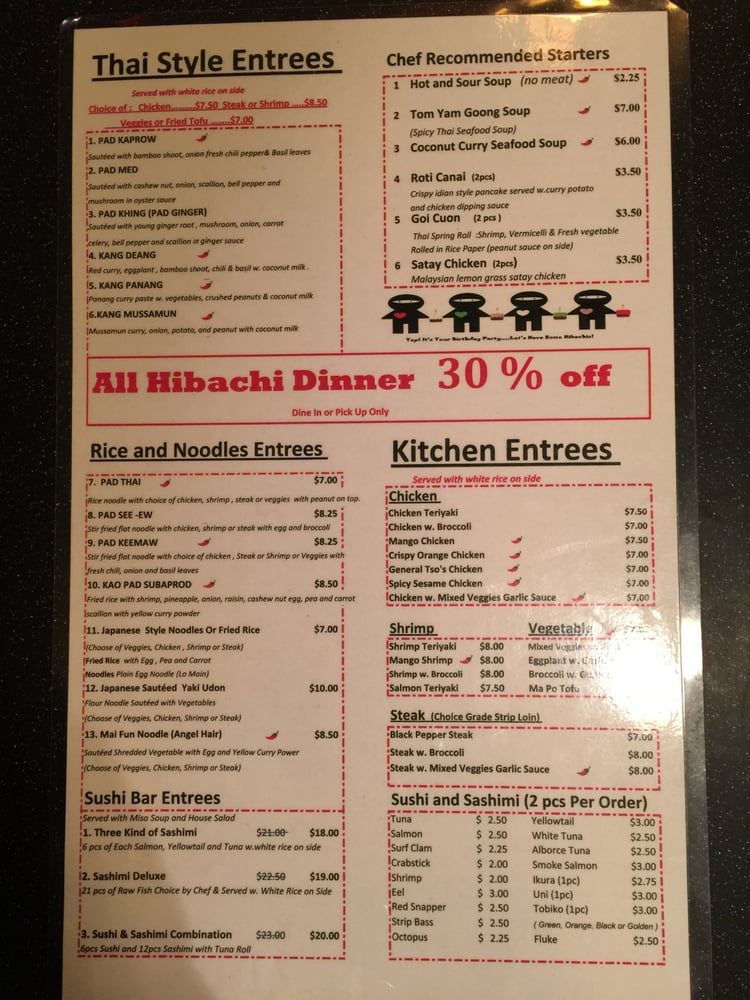 Thai Style Entrees
Served with white rice on side
Choice of : Chicken..........$7.50 Steak or Shrimp .....$8.50
Veggies or Fried Tofu ........$7.00
1. PAD KAPROW
Sautéed with bamboo shoot, onion fresh chili pepper& Basil leaves
2. PAD MED
Sautéed with cashew nut, onion, scallion, bell pepper and
mushroom in oyster sauce
3. PAD KHING (PAD GINGER)
Sautéed with young ginger root , mushroom, onion, carrot
celery, bell pepper and scallion in ginger sauce
4. KANG DEANG
Red curry, eggplant , bamboo shoot, chili & basil w. coconut milk .
5. KANG PANANG
Panang curry paste w. vegetables, crushed peanuts & coconut milk
6.KANG MUSSAMUN
Mussamun curry, onion, potato, and peanut with coconut milk
Chef Recommended Starters
1 Hot and Sour Soup (no meat) $2.25
2 Tom Yam Goong Soup $7.00
(Spicy Thai Seafood Soup)
3 Coconut Curry Seafood Soup $6.00
4 Roti Canai (2pcs) $3.50
Crispy idian style pancake served w.curry potato
and chicken dipping sauce
5 Goi Cuon (2 pcs ) $3.50
Thai Spring Roll :Shrimp, Vermicelli & Fresh vegetable
Rolled in Rice Paper (peanut sauce on side)
6 Satay Chicken (2pcs) $3.50
Malaysian lemon grass satay chicken
Yup! It's Your Birthday Party....Let's Have Some Hibachi!
All Hibachi Dinner 30 % off
Dine In or Pick Up Only
Rice and Noodles Entrees
7. PAD THAI $7.00
Rice noodle with choice of chicken, shrimp , steak or veggies with peanut on top.
8. PAD SEE -EW $8.25
Stir fried flat noodle with chicken, shrimp or steak with egg and broccoli
9. PAD KEEMAW $8.25
Stir fried flat noodle with choice of chicken , Steak or Shrimp or Veggies with
fresh chili, onion and basil leaves
10. KAO PAD SUBAPROD $8.50
Fried rice with shrimp, pineapple, onion, raisin, cashew nut egg, pea and carrot
scallion with yellow curry powder
11. Japanese Style Noodles Or Fried Rice $7.00
(Choose of Veggies, Chicken , Shrimp or Steak)
Fried Rice with Egg , Pea and Carrot
Noodles Plain Egg Noodle (Lo Main)
12. Japanese Sautéed Yaki Udon $10.00
Flour Noodle Sautéed with Vegetables
(Choose of Veggies, Chicken, Shrimp or Steak)
13. Mai Fun Noodle (Angel Hair) $8.50
Sautéed Shredded Vegetable with Egg and Yellow Curry Power
(Choose of Veggies, Chicken, Shrimp or Steak)
Sushi Bar Entrees
Served with Miso Soup and House Salad
1. Three Kind of Sashimi $21.00 $18.00
6 pcs of Each Salmon, Yellowtail and Tuna w.white rice on side
2. Sashimi Deluxe $22.50 $19.00
21 pcs of Raw Fish Choice by Chef & Served w. White Rice on Side
3. Sushi & Sashimi Combination $23.00 $20.00
6pcs Sushi and 12pcs Sashimi with Tuna Roll
Kitchen Entrees
Served with white rice on side
Chicken
Chicken Teriyaki $7.50
Chicken w. Broccoli $7.00
Mango Chicken $7.50
Crispy Orange Chicken $7.00
General Tso's Chicken $7.00
Spicy Sesame Chicken $7.00
Chicken w. Mixed Veggies Garlic Sauce $7.00
Shrimp
Shrimp Teriyaki $8.00
Mango Shrimp $8.00
Shrimp w. Broccoli $8.00
Salmon Teriyaki $7.50
Vegetable
Mixed Veggies
Eggplant w.
Broccoli w.
Ma Po Tofu
Steak (Choice Grade Strip Loin)
Black Pepper Steak $7.00
Steak w. Broccoli $8.00
Steak w. Mixed Veggies Garlic Sauce $8.00
Sushi and Sashimi (2 pcs Per Order)
Tuna $ 2.50
Salmon $ 2.50
Surf Clam $ 2.25
Crabstick $ 2.00
Shrimp $ 2.00
Eel $ 3.00
Red Snapper $ 2.50
Strip Bass $ 2.50
Octopus $ 2.25
Yellowtail $3.00
White Tuna $2.50
Alborce Tuna $2.50
Smoke Salmon $3.00
Ikura (1pc) $2.75
Uni (1pc) $3.00
Tobiko (1pc) $3.00
( Green, Orange, Black or Golden )
Fluke $2.50